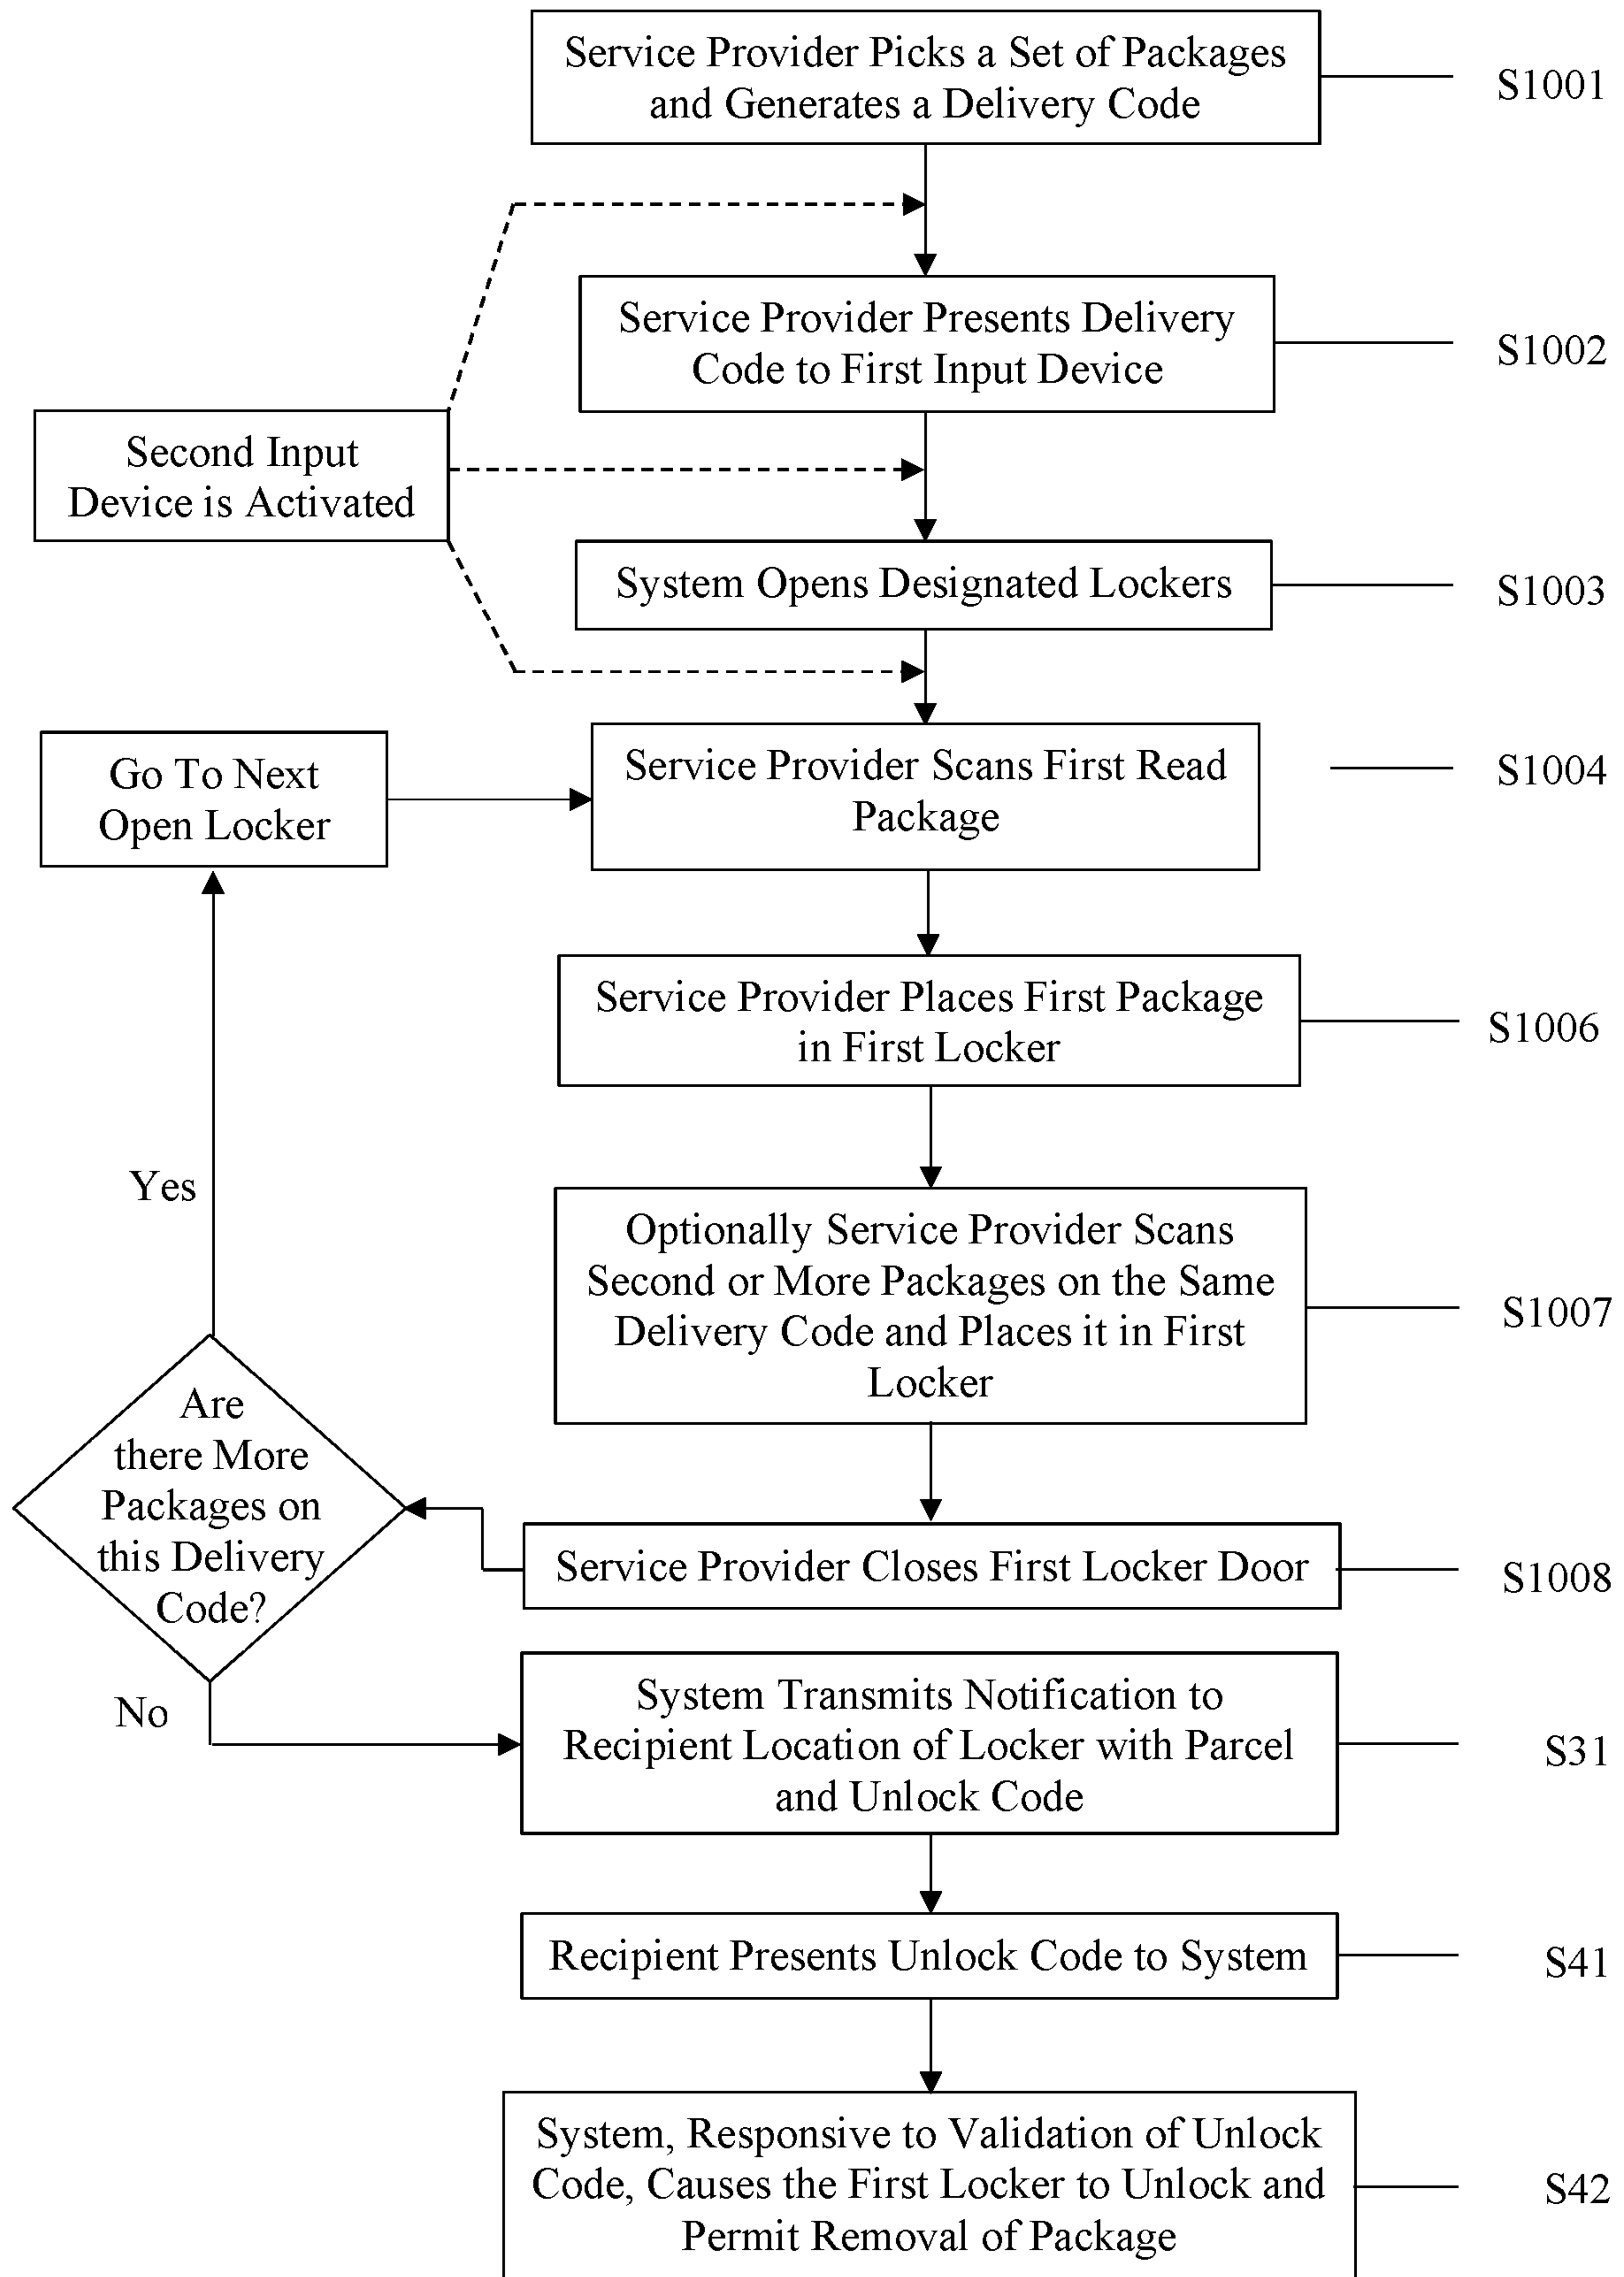 Service Provider Picks a Set of Packages
and Generates a Delivery Code
S1001
Service Provider Presents Delivery
Code to First Input Device
S1002
Second Input
Device is Activated
System Opens Designated Lockers
S1003
Go To Next
Open Locker
Service Provider Scans First Read
Package
S1004
Service Provider Places First Package
in First Locker
S1006
Yes
Optionally Service Provider Scans
Second or More Packages on the Same
Delivery Code and Places it in First
Locker
S1007
Are
there More
Packages on
this Delivery
Code?
Service Provider Closes First Locker Door
S1008
No
System Transmits Notification to
Recipient Location of Locker with Parcel
and Unlock Code
S31
Recipient Presents Unlock Code to System
S41
System, Responsive to Validation of Unlock
Code, Causes the First Locker to Unlock and
Permit Removal of Package
S42